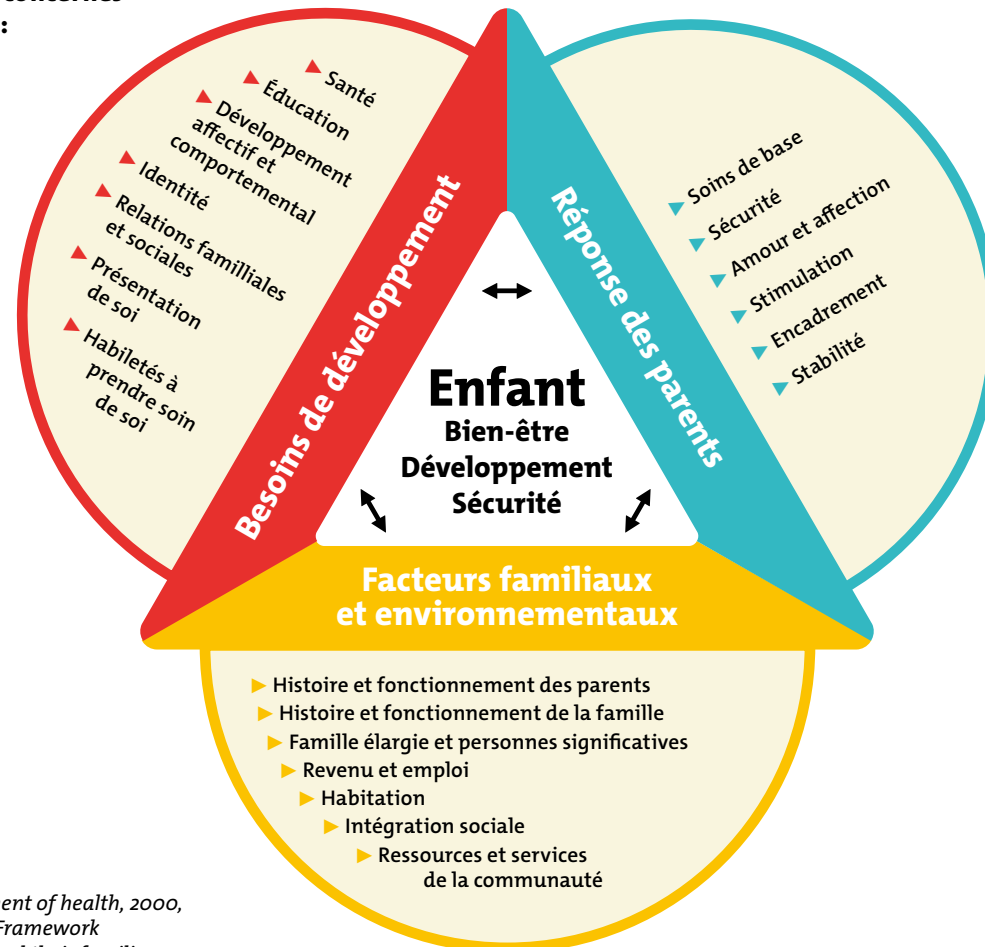 :
Santé
Éducation
Développement
affectif et
comportemental
Identité
Relations familliales
et sociales
Présentation
de soi
Habiletés à
prendre soin
de soi
Besoins de développement
Réponse des parents
Soins de base
Sécurité
Amour et affection
Stimulation
Encadrement
Stabilité
Enfant
Bien-être
Développement
Sécurité
Facteurs familiaux
et environnementaux
Histoire et fonctionnement des parents
Histoire et fonctionnement de la famille
Famille élargie et personnes significatives
Revenu et emploi
Habitation
Intégration sociale
Ressources et services
de la communauté
of health, 2000,
Framework